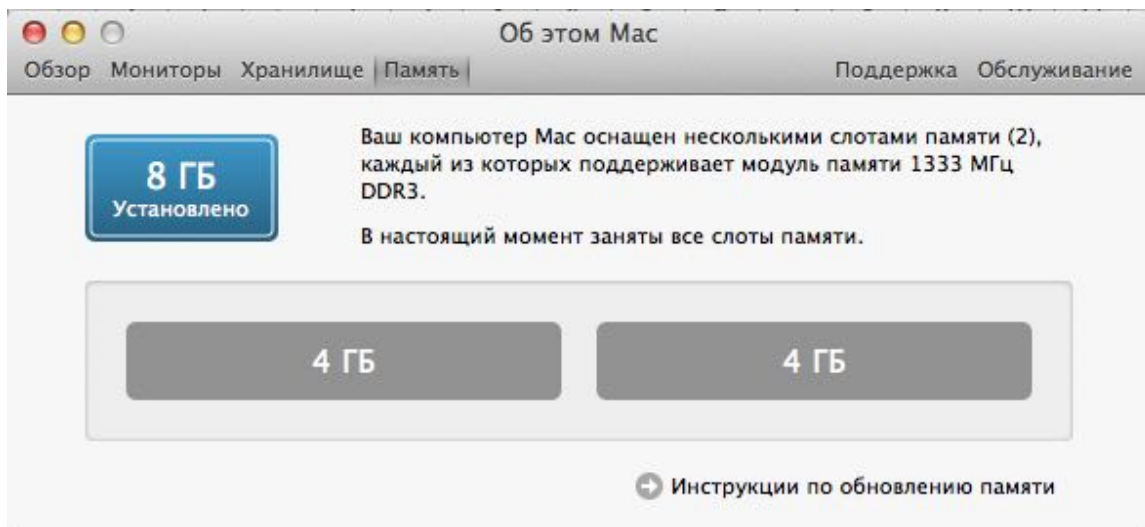 Об этом Mac
Обзор Мониторы Хранилище Память Поддержка Обслуживание
8 ГБ
Установлено
Ваш компьютер Mac оснащен несколькими слотами памяти (2),
каждый из которых поддерживает модуль памяти 1333 МГц
DDR3.
В настоящий момент заняты все слоты памяти.
4 ГБ 4 ГБ
Инструкции по обновлению памяти